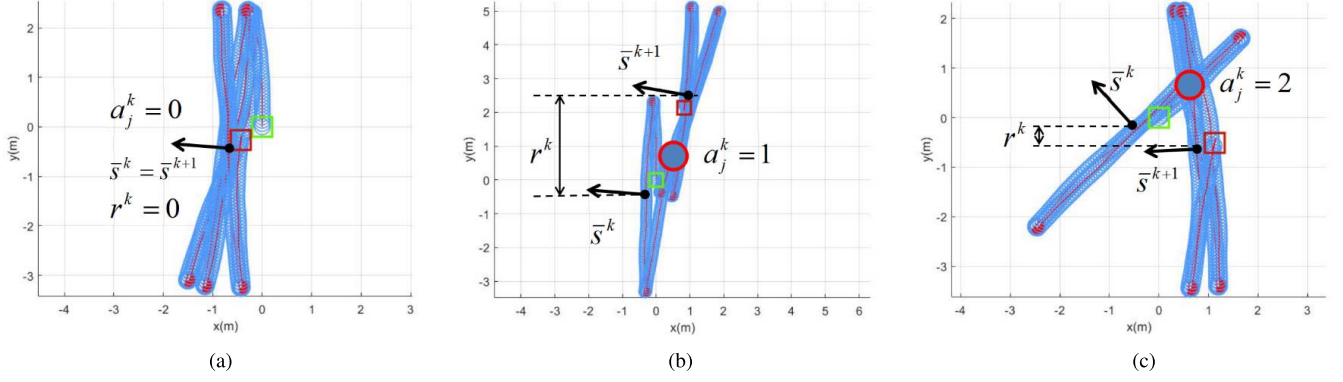 2
1
0
-1
-2
-3
y(m)
-4
-3
-2
-1
0
1
2
3
x(m)
a_j^k = 0
s̄^k = s̄^{k+1}
r^k = 0
(a)
5
4
3
2
1
0
-1
-2
-3
y(m)
-4
-3
-2
-1
0
1
2
3
4
5
6
x(m)
s̄^{k+1}
r^k
a_j^k = 1
s̄^k
(b)
2
1
0
-1
-2
-3
y(m)
-4
-3
-2
-1
0
1
2
3
x(m)
s̄^k
a_j^k = 2
r^k
s̄^{k+1}
(c)